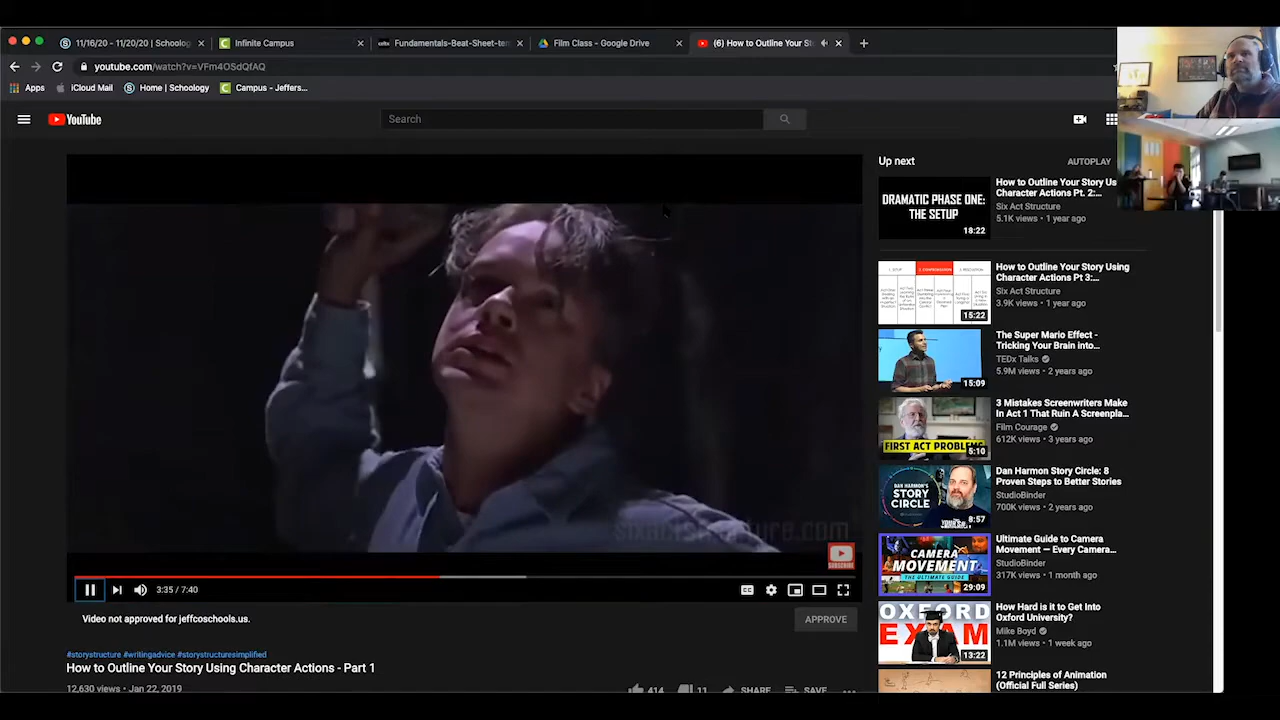 11/16/20 - 11/20/20 | Schoolog
Infinite Campus
celtx Fundamentals-Beat-Sheet-tem
Film Class - Google Drive
(6) How to Outline Your St
youtube.com/watch?v=VFm4OSdQfAQ
Apps
iCloud Mail
Home | Schoology
Campus - Jeffers...
YouTube
Search
sixactstructure.com
SUBSCRIBE
3:35 / 7:40
CC
Video not approved for jeffcoschools.us.
APPROVE
#storystructure #writingadvice #storystructuresimplified
How to Outline Your Story Using Character Actions - Part 1
12,630 views • Jan 22, 2019
414
11
SHARE
SAVE
Up next
AUTOPLAY
DRAMATIC PHASE ONE:
THE SETUP
18:22
How to Outline Your Story Us
Character Actions Pt. 2:...
Six Act Structure
5.1K views • 1 year ago
15:22
How to Outline Your Story Using
Character Actions Pt 3:...
Six Act Structure
3.9K views • 1 year ago
15:09
The Super Mario Effect -
Tricking Your Brain into...
TEDx Talks
5.9M views • 2 years ago
FIRST ACT PROBLEMS
5:10
3 Mistakes Screenwriters Make
In Act 1 That Ruin A Screenpla...
Film Courage
612K views • 3 years ago
DAN HARMON'S
STORY
CIRCLE
8:57
Dan Harmon Story Circle: 8
Proven Steps to Better Stories
StudioBinder
700K views • 2 years ago
CAMERA
MOVEMENT
THE ULTIMATE GUIDE
29:09
Ultimate Guide to Camera
Movement — Every Camera...
StudioBinder
317K views • 1 month ago
OXFORD
EXAM
13:22
How Hard is it to Get Into
Oxford University?
Mike Boyd
1.1M views • 1 week ago
12 Principles of Animation
(Official Full Series)